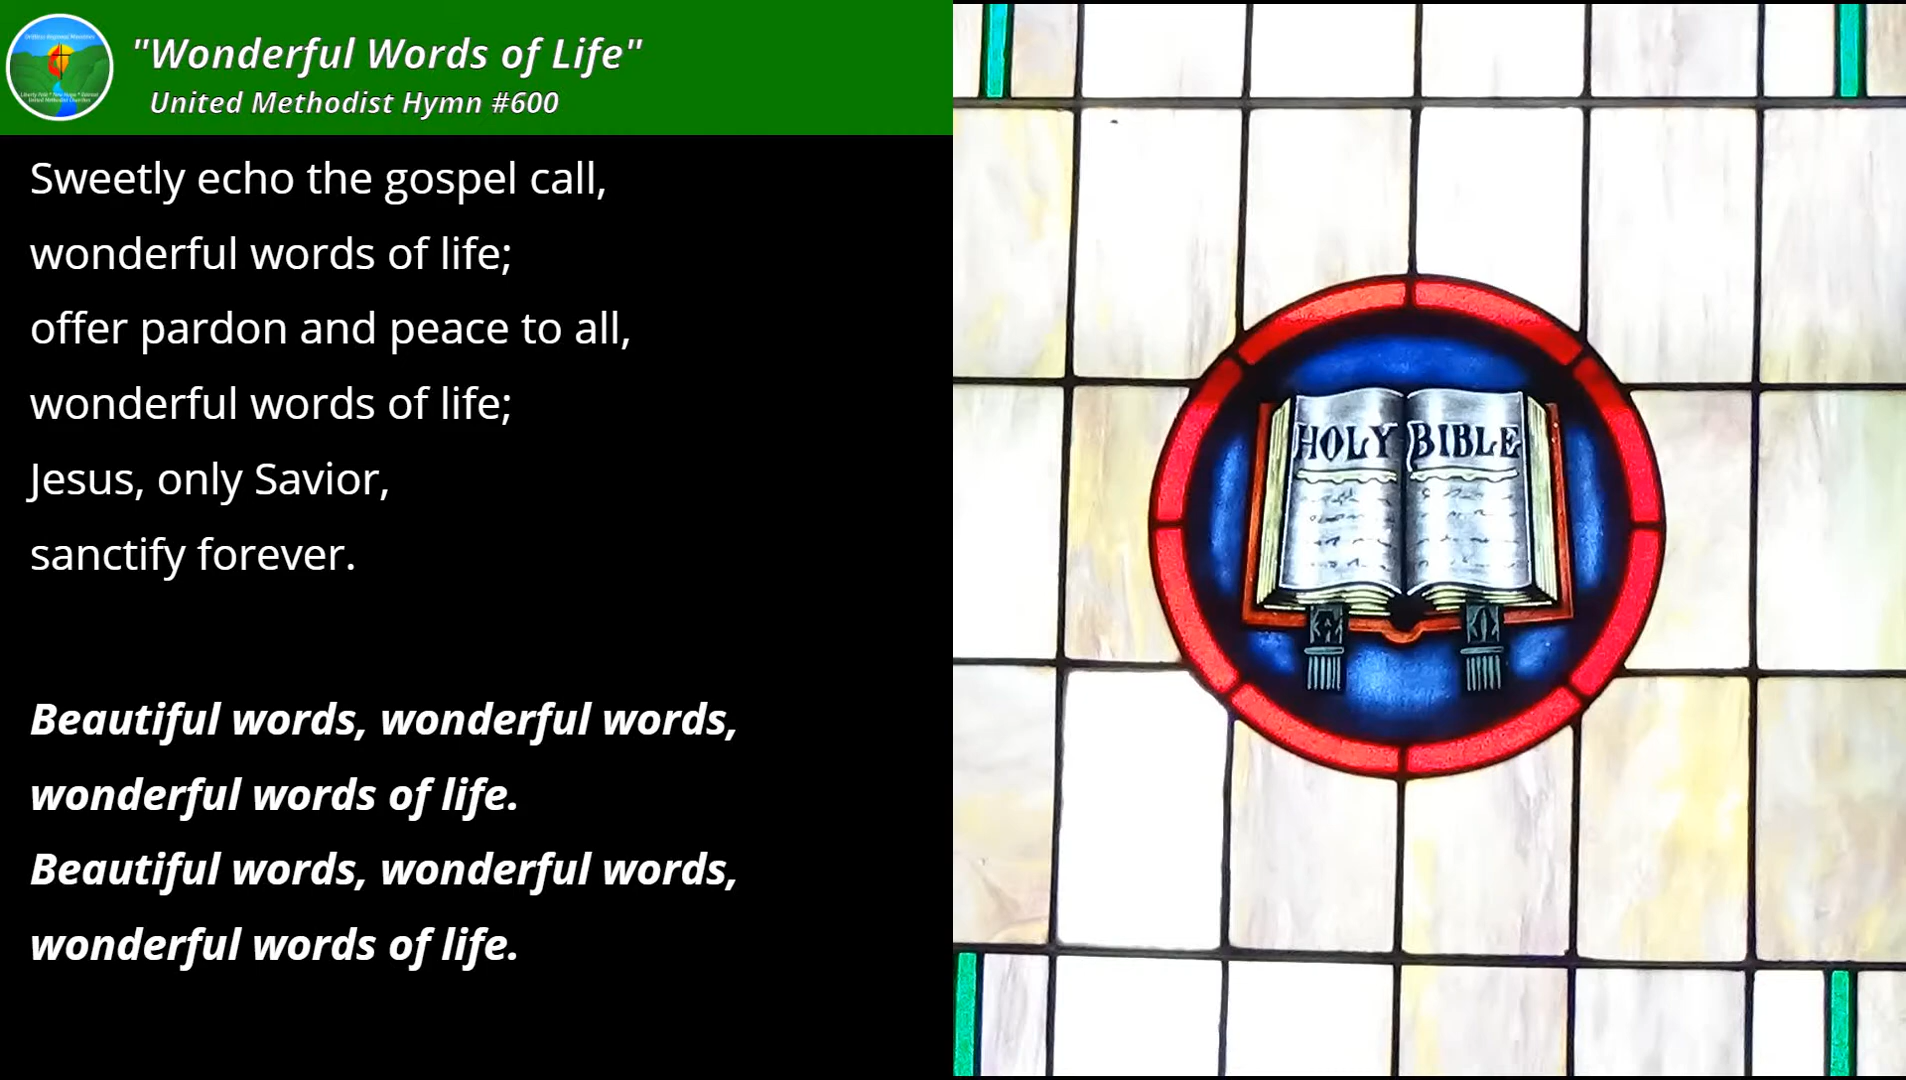 "Wonderful Words of Life"
United Methodist Hymn #600
Sweetly echo the gospel call,
wonderful words of life;
offer pardon and peace to all,
wonderful words of life;
Jesus, only Savior,
sanctify forever.
Beautiful words, wonderful words,
wonderful words of life.
Beautiful words, wonderful words,
wonderful words of life.
HOLY BIBLE